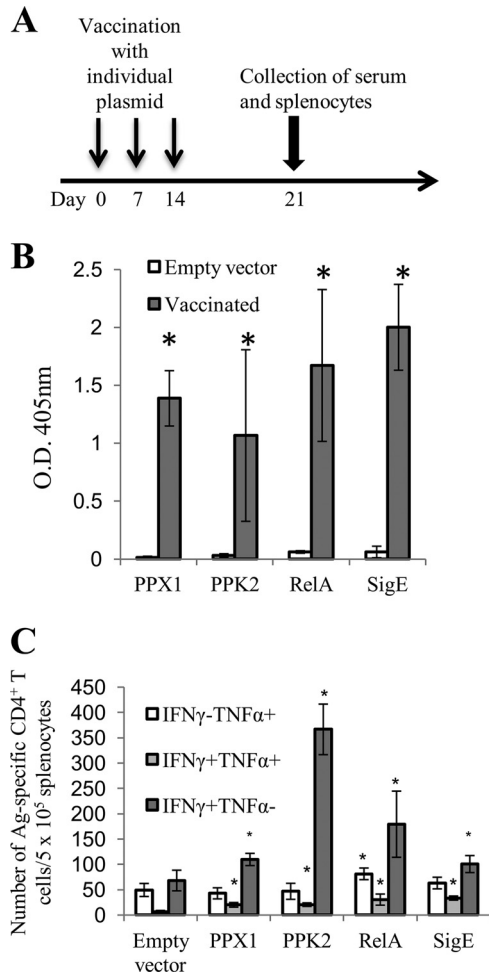 A
Vaccination
with
individual
plasmid
Collection of serum
and splenocytes
Day 0 7 14 21
B
2.5
2
1.5
1
0.5
0
O.D. 405nm
Empty vector
Vaccinated
* * * *
PPX1 PPK2 RelA SigE
C
450
400
350
300
250
200
150
100
50
0
Number of Ag-specific CD4⁺ T
cells/5 x 10⁵ splenocytes
IFNγ-TNFα+
IFNγ+TNFα+
IFNγ+TNFα-
* * * * * * * * *
Empty PPX1 PPK2 RelA SigE
vector